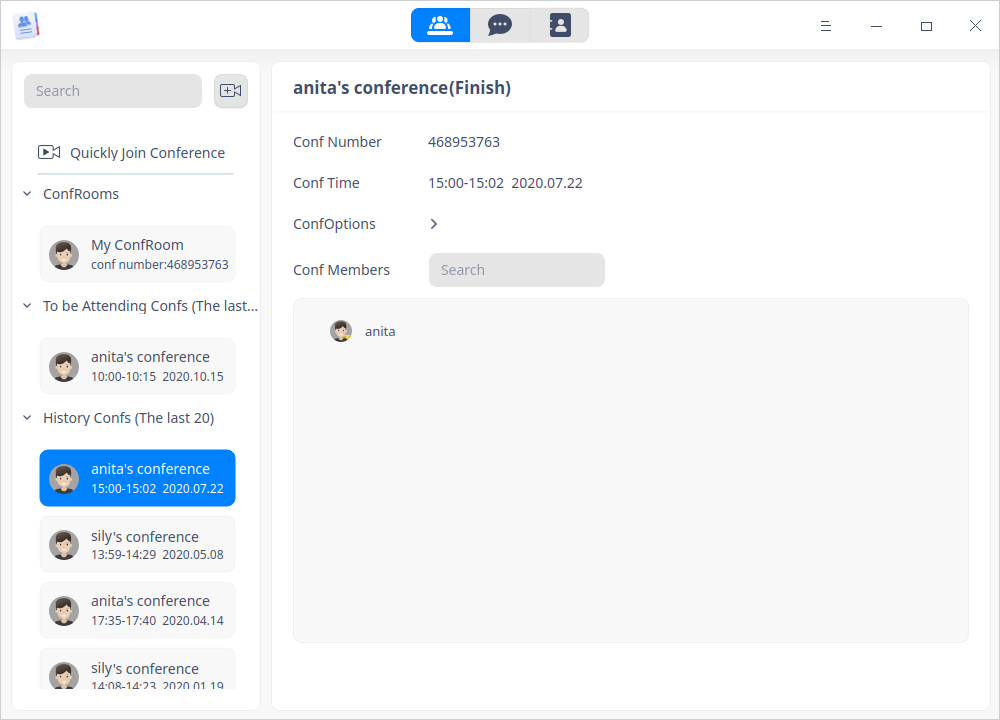 Search
Quickly Join Conference
ConfRooms
My ConfRoom
conf number:468953763
To be Attending Confs (The last...
anita's conference
10:00-10:15 2020.10.15
History Confs (The last 20)
anita's conference
15:00-15:02 2020.07.22
sily's conference
13:59-14:29 2020.05.08
anita's conference
17:35-17:40 2020.04.14
sily's conference
14:08-14:23 2020.01.19
anita's conference(Finish)
Conf Number 468953763
Conf Time 15:00-15:02 2020.07.22
ConfOptions
Conf Members Search
anita